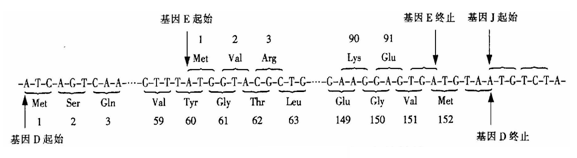 基因E起始 基因E终止 基因J起始
1 2 3 90 91
Met Val Arg Lys Glu
-A-T-C-A-G-T-C-A-A-……G-T-T-T-A-T-G-G-T-A-C-G-C-T-G-……G-A-A-G-G-A-G-T-G-A-T-G-T-A-A-T-G-T-C-T-A-
Met Ser Gln Val Tyr Gly Thr Leu Glu Gly Val Met
1 2 3 59 60 61 62 63 149 150 151 152
基因D起始 基因D终止